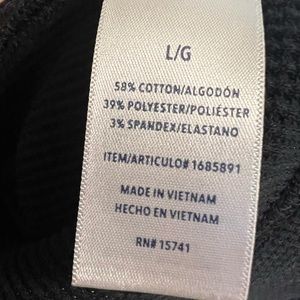 L/G
58% COTTON/ALGODÓN
39% POLYESTER/POLIÉSTER
3% SPANDEX/ELASTANO
ITEM/ARTICULO# 1685891
MADE IN VIETNAM
HECHO EN VIETNAM
RN# 15741